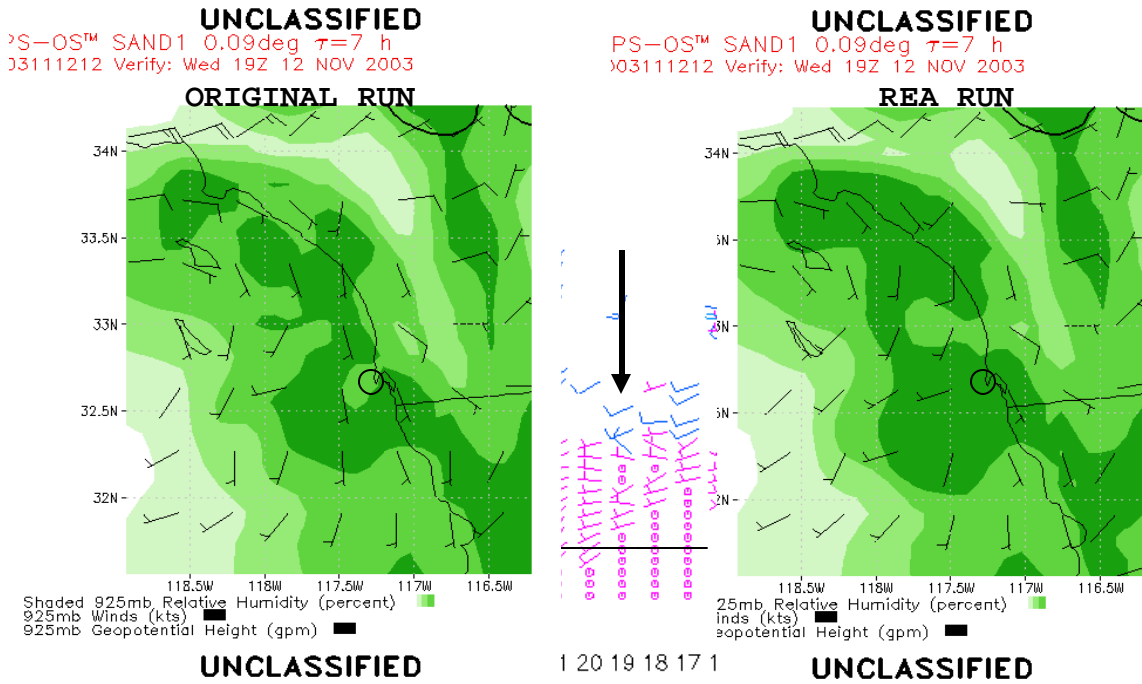 UNCLASSIFIED
PS-OS™ SAND1 0.09deg τ=7 h
03111212 Verify: Wed 19Z 12 NOV 2003
ORIGINAL RUN
34N
33.5N
33N
32.5N
32N
118.5W 118W 117.5W 117W 116.5W
Shaded 925mb Relative Humidity (percent)
925mb Winds (kts)
925mb Geopotential Height (gpm)
UNCLASSIFIED
1 20 19 18 17 1
UNCLASSIFIED
PS-OS™ SAND1 0.09deg τ=7 h
03111212 Verify: Wed 19Z 12 NOV 2003
REA RUN
34N
5N
3N
5N
2N
118.5W 118W 117.5W 117W 116.5W
25mb Relative Humidity (percent)
inds (kts)
eopotential Height (gpm)
UNCLASSIFIED